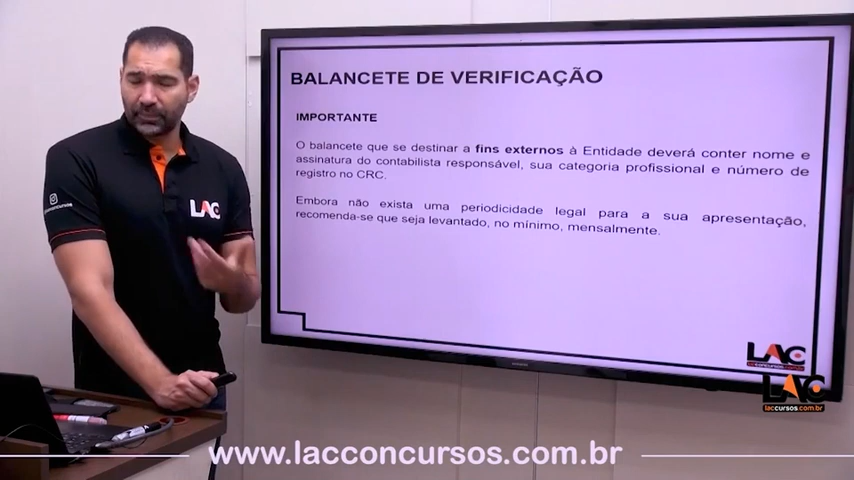 BALANCETE DE VERIFICAÇÃO
IMPORTANTE
O balancete que se destinar a fins externos à Entidade deverá conter nome e
assinatura do contabilista responsável, sua categoria profissional e número de
registro no CRC.
Embora não exista uma periodicidade legal para a sua apresentação,
recomenda-se que seja levantado, no mínimo, mensalmente.
LAC
LAC
LAC
laccursos.com.br
www.lacconcursos.com.br